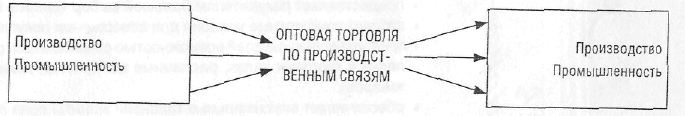 Производство
Промышленность
ОПТОВАЯ ТОРГОВЛЯ
ПО ПРОИЗВОДСТ-
ВЕННЫМ СВЯЗЯМ
Производство
Промышленность